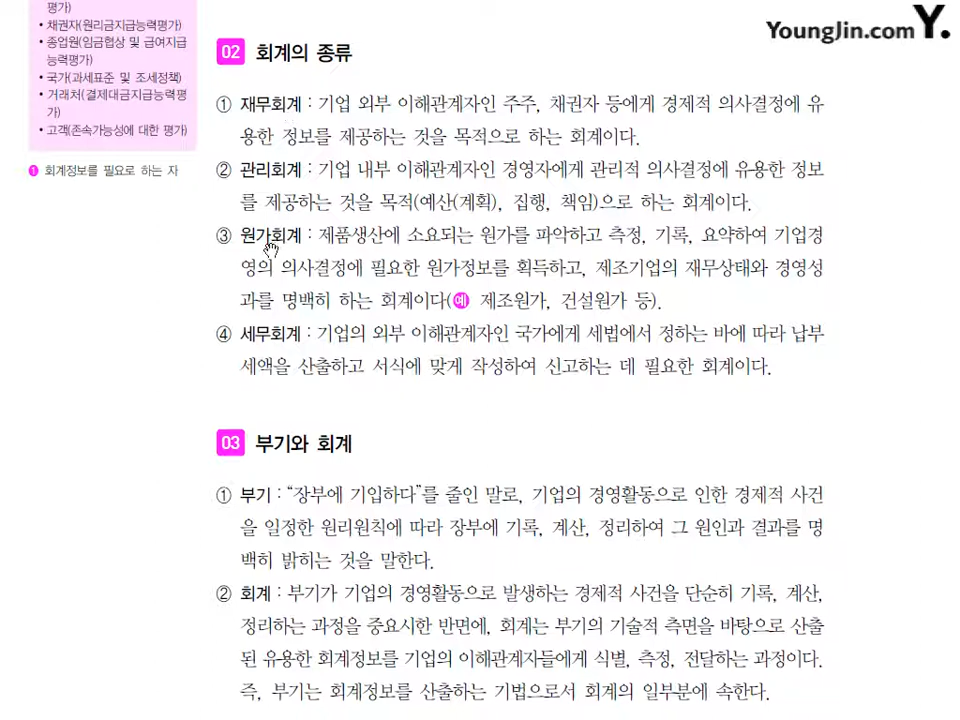 평가)
• 채권자(원리금지급능력평가)
• 종업원(임금협상 및 급여지급
능력평가)
• 국가(과세표준 및 조세정책)
• 거래처(결제대금지급능력평
가)
• 고객(존속가능성에 대한 평가)
❶ 회계정보를 필요로 하는 자
YoungJin.com Y.
02 회계의 종류
① 재무회계 : 기업 외부 이해관계자인 주주, 채권자 등에게 경제적 의사결정에 유
용한 정보를 제공하는 것을 목적으로 하는 회계이다.
② 관리회계 : 기업 내부 이해관계자인 경영자에게 관리적 의사결정에 유용한 정보
를 제공하는 것을 목적(예산(계획), 집행, 책임)으로 하는 회계이다.
③ 원가회계 : 제품생산에 소요되는 원가를 파악하고 측정, 기록, 요약하여 기업경
영의 의사결정에 필요한 원가정보를 획득하고, 제조기업의 재무상태와 경영성
과를 명백히 하는 회계이다(예 제조원가, 건설원가 등).
④ 세무회계 : 기업의 외부 이해관계자인 국가에게 세법에서 정하는 바에 따라 납부
세액을 산출하고 서식에 맞게 작성하여 신고하는 데 필요한 회계이다.
03 부기와 회계
① 부기 : “장부에 기입하다”를 줄인 말로, 기업의 경영활동으로 인한 경제적 사건
을 일정한 원리원칙에 따라 장부에 기록, 계산, 정리하여 그 원인과 결과를 명
백히 밝히는 것을 말한다.
② 회계 : 부기가 기업의 경영활동으로 발생하는 경제적 사건을 단순히 기록, 계산,
정리하는 과정을 중요시한 반면에, 회계는 부기의 기술적 측면을 바탕으로 산출
된 유용한 회계정보를 기업의 이해관계자들에게 식별, 측정, 전달하는 과정이다.
즉, 부기는 회계정보를 산출하는 기법으로서 회계의 일부분에 속한다.